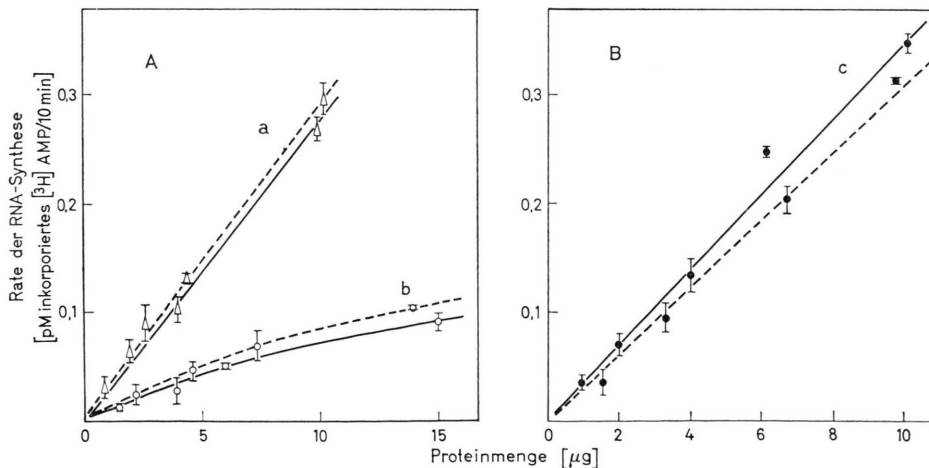 Rate der RNA-Synthese
[pM inkorporiertes [³H] AMP/10 min]
A
a
b
0,3
0,2
0,1
0 5 10 15
B
c
0,3
0,2
0,1
0 2 4 6 8 10
Proteinmenge [µg]